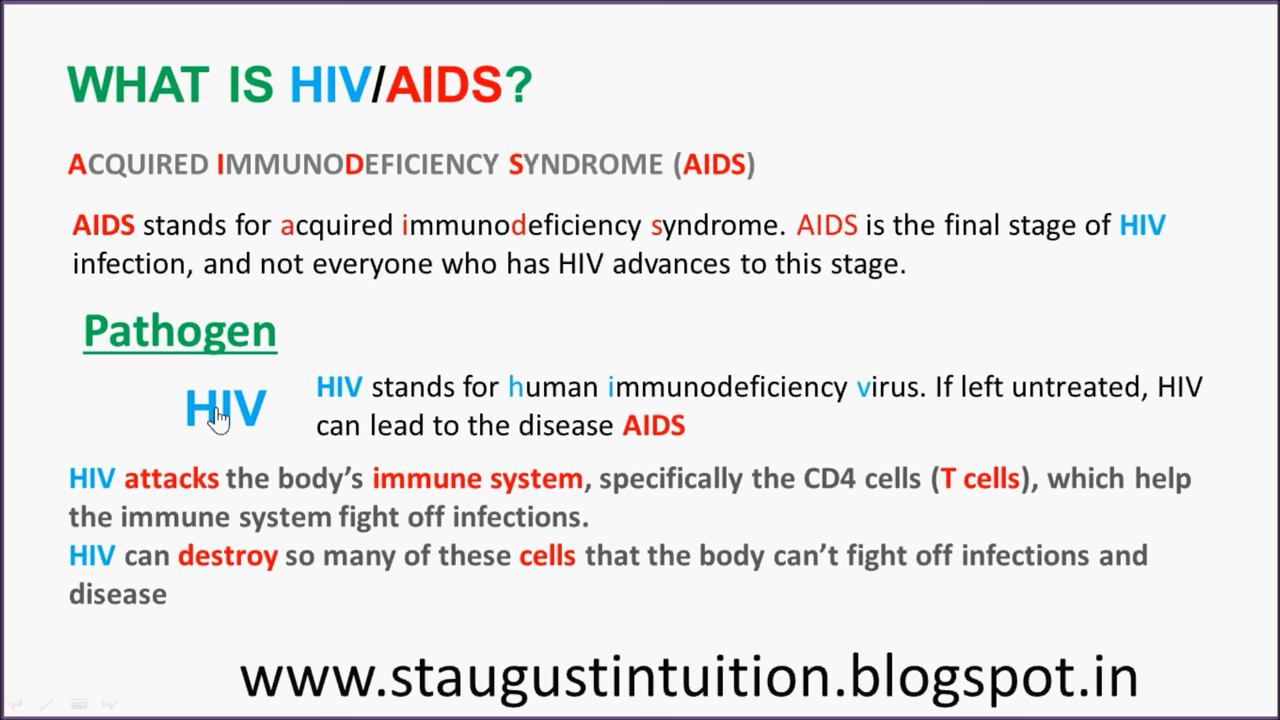 WHAT IS HIV/AIDS?
ACQUIRED IMMUNODEFICIENCY SYNDROME (AIDS)
AIDS stands for acquired immunodeficiency syndrome. AIDS is the final stage of HIV
infection, and not everyone who has HIV advances to this stage.
Pathogen
HIV
HIV stands for human immunodeficiency virus. If left untreated, HIV
can lead to the disease AIDS
HIV attacks the body’s immune system, specifically the CD4 cells (T cells), which help
the immune system fight off infections.
HIV can destroy so many of these cells that the body can’t fight off infections and
disease
www.staugustintuition.blogspot.in